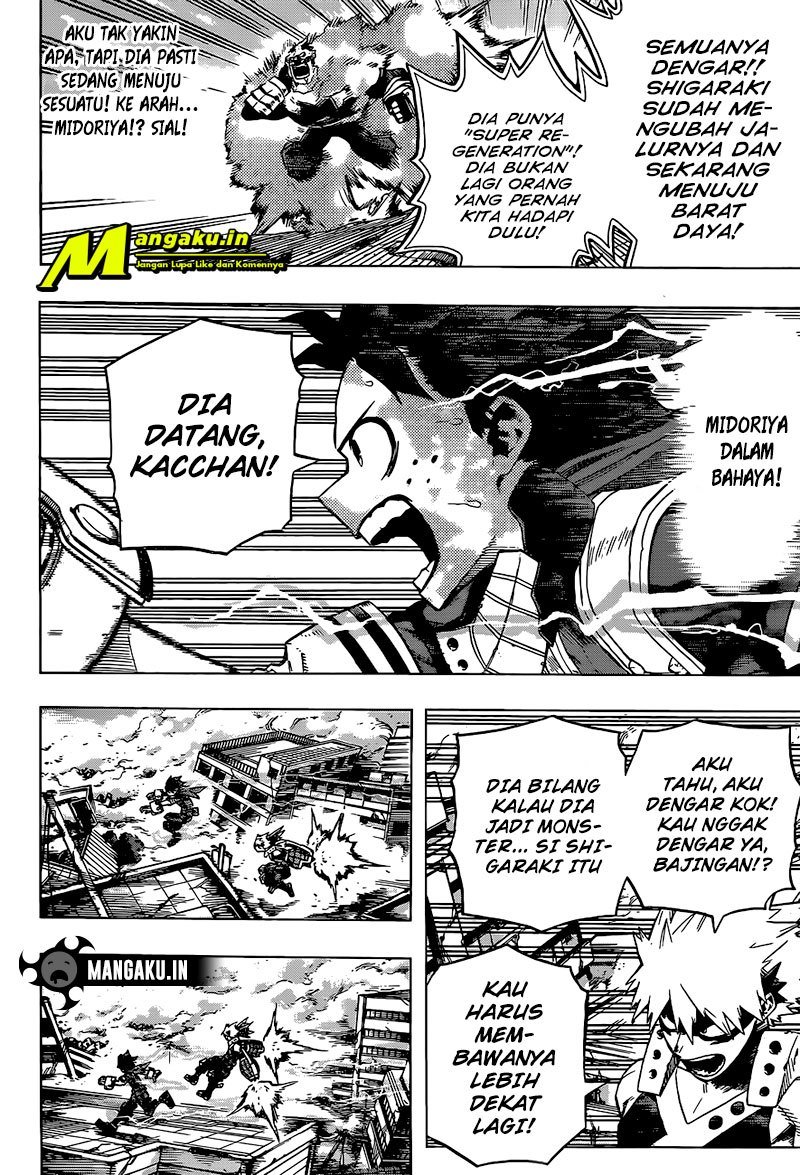 SEMUANYA
DENGAR!!
SHIGARAKI
SUDAH ME-
NGUBAH JA-
LURNYA DAN
SEKARANG
MENUJU
BARAT
DAYA!
DIA PUNYA
"SUPER RE-
GENERATION"!
DIA BUKAN
LAGI ORANG
YANG PERNAH
KITA HADAPI
DULU!
AKU TAK YAKIN
APA, TAPI DIA PASTI
SEDANG MENUJU
SESUATU! KE ARAH...
MIDORIYA!? SIAL!
Mangaku.in
Jangan Lupa Like dan Komennya
MIDORIYA
DALAM
BAHAYA!
DIA
DATANG,
KACCHAN!
AKU
TAHU, AKU
DENGAR KOK!
KAU NGGAK
DENGAR YA,
BAJINGAN!?
DIA BILANG
KALAU DIA
JADI MONS-
TER... SI SHI-
GARAKI ITU
KAU
HARUS
MEM-
BAWANYA
LEBIH
DEKAT
LAGI!
MANGAKU.IN